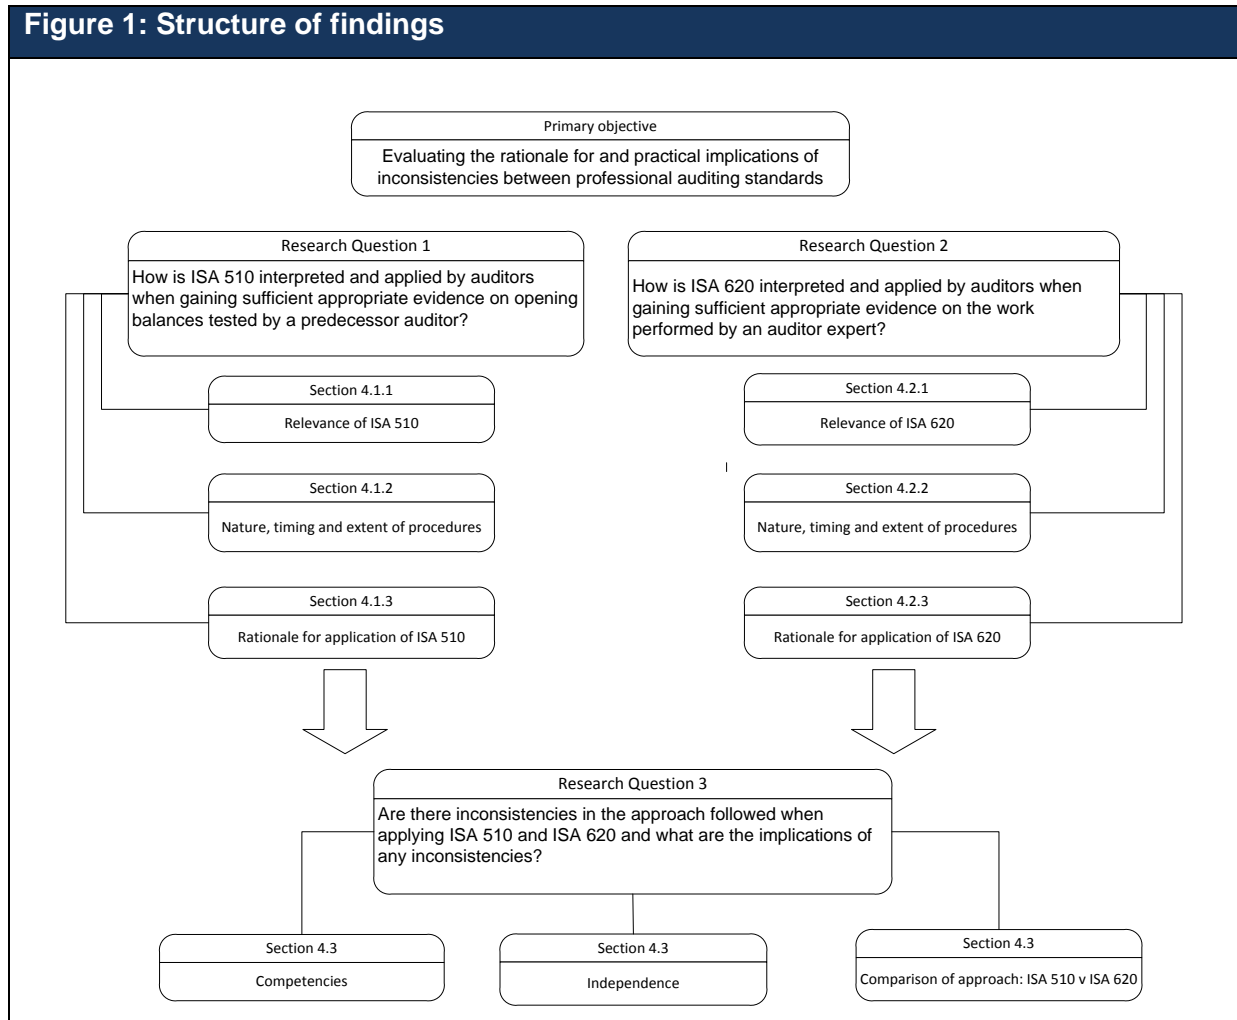 Figure 1: Structure of findings
Primary objective
Evaluating the rationale for and practical implications of
inconsistencies between professional auditing standards
Research Question 1
How is ISA 510 interpreted and applied by auditors
when gaining sufficient appropriate evidence on opening
balances tested by a predecessor auditor?
Research Question 2
How is ISA 620 interpreted and applied by auditors when
gaining sufficient appropriate evidence on the work
performed by an auditor expert?
Section 4.1.1
Relevance of ISA 510
Section 4.2.1
Relevance of ISA 620
Section 4.1.2
Nature, timing and extent of procedures
Section 4.2.2
Nature, timing and extent of procedures
Section 4.1.3
Rationale for application of ISA 510
Section 4.2.3
Rationale for application of ISA 620
Research Question 3
Are there inconsistencies in the approach followed when
applying ISA 510 and ISA 620 and what are the implications of
any inconsistencies?
Section 4.3
Competencies
Section 4.3
Independence
Section 4.3
Comparison of approach: ISA 510 v ISA 620